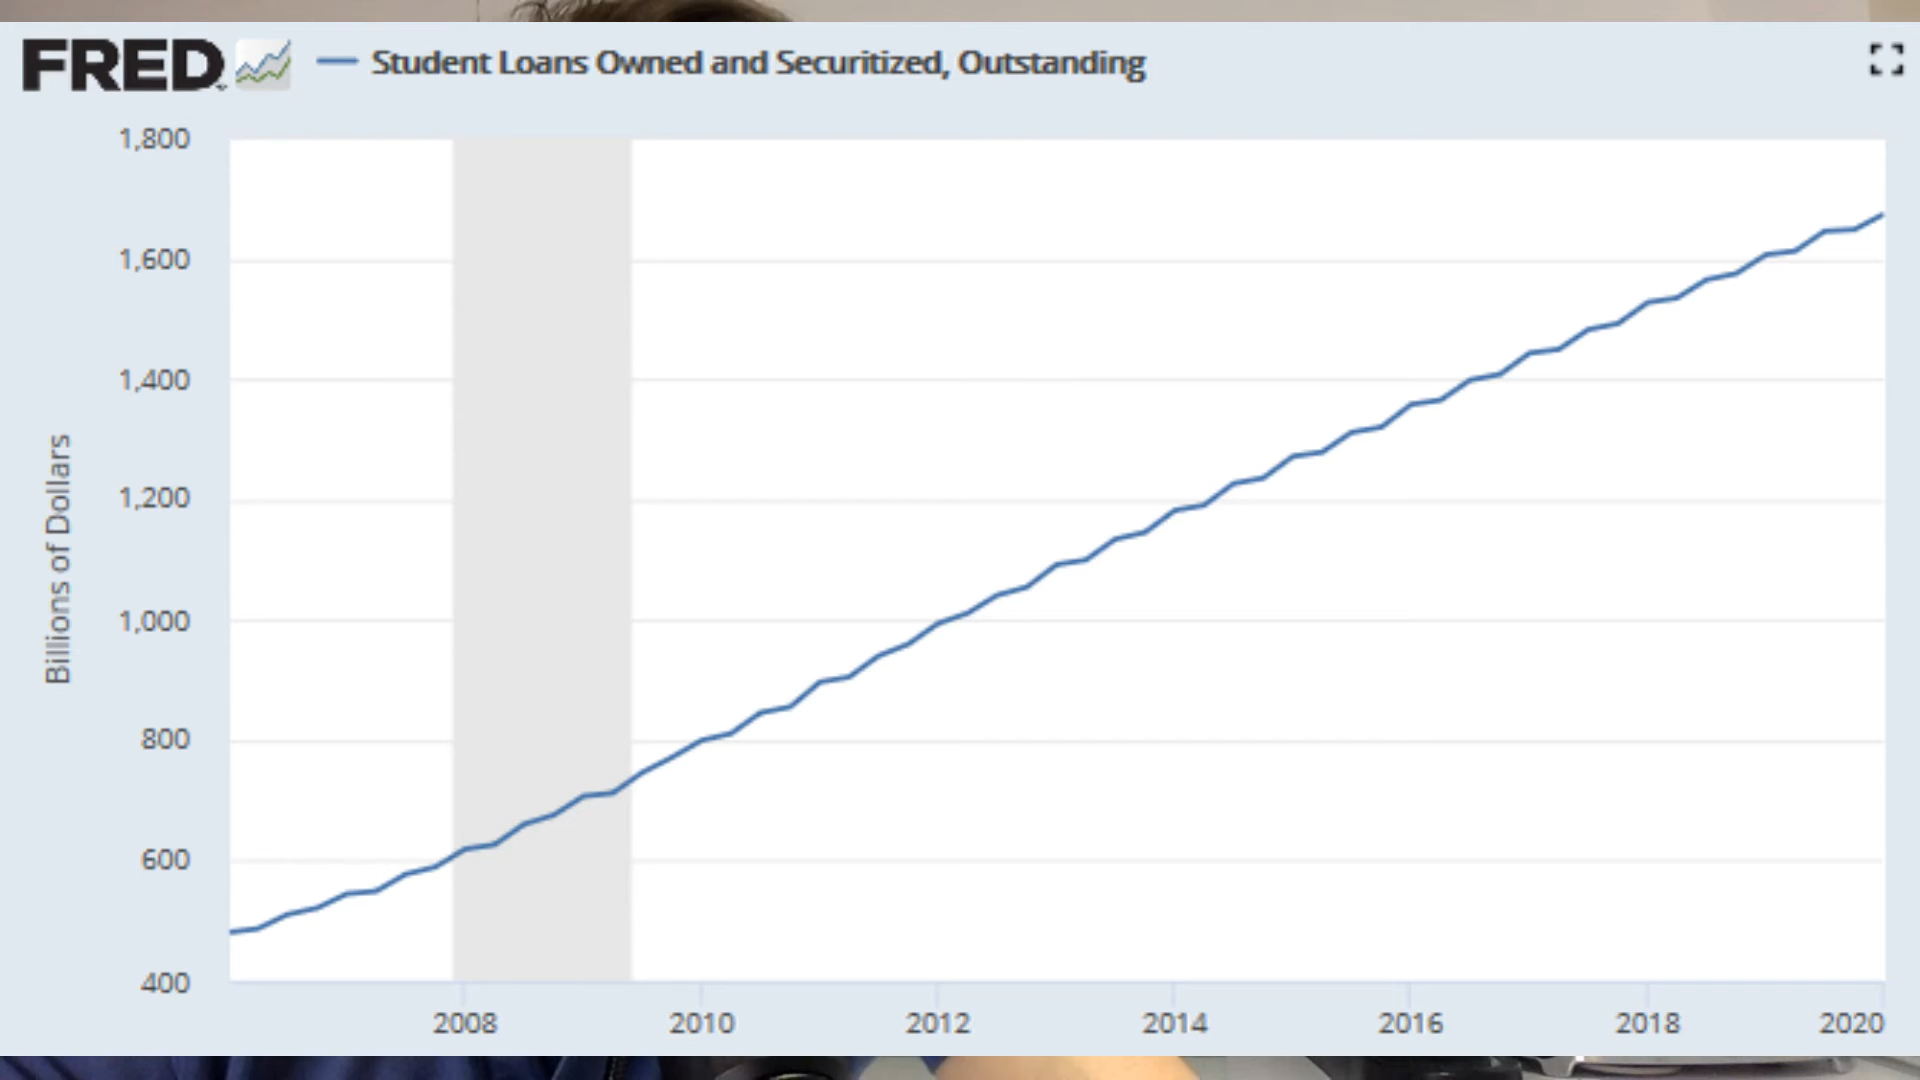 FRED
Student Loans Owned and Securitized, Outstanding
1,800
1,600
1,400
1,200
1,000
800
600
400
Billions of Dollars
2008 2010 2012 2014 2016 2018 2020